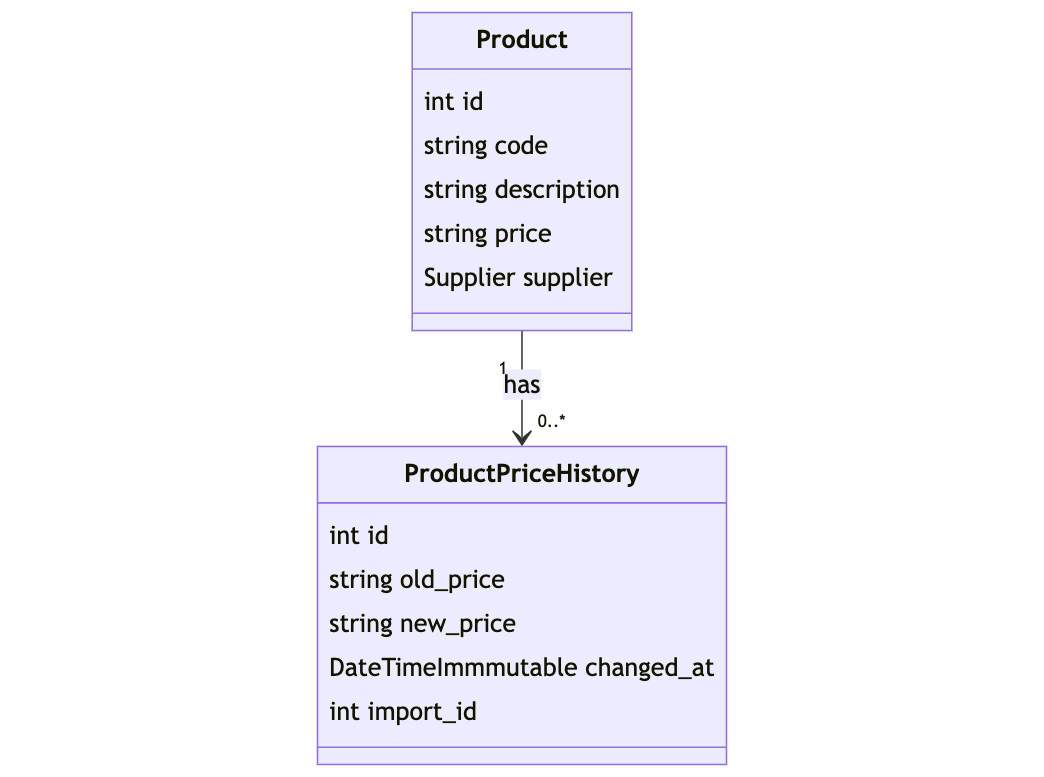 Product
int id
string code
string description
string price
Supplier supplier
1
has
0..*
ProductPriceHistory
int id
string old_price
string new_price
DateTimeImmmutable changed_at
int import_id